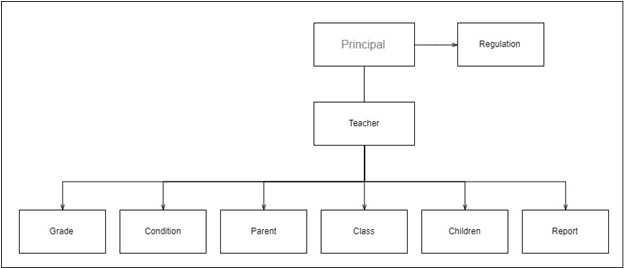 Principal
Regulation
Teacher
Grade
Condition
Parent
Class
Children
Report